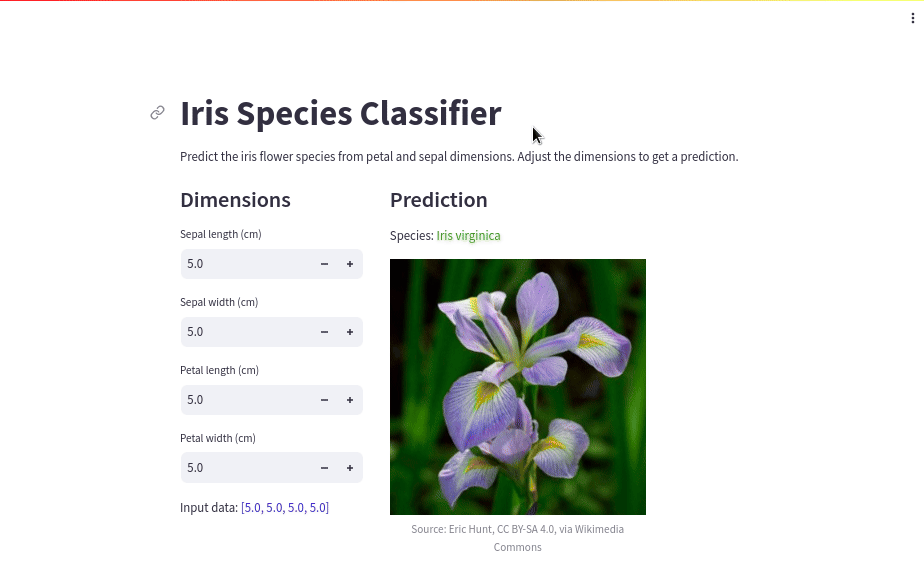 Iris Species Classifier
Predict the iris flower species from petal and sepal dimensions. Adjust the dimensions to get a prediction.
Dimensions
Sepal length (cm)
5.0
Sepal width (cm)
5.0
Petal length (cm)
5.0
Petal width (cm)
5.0
Input data: [5.0, 5.0, 5.0, 5.0]
Prediction
Species: Iris virginica
Source: Eric Hunt, CC BY-SA 4.0, via Wikimedia
Commons